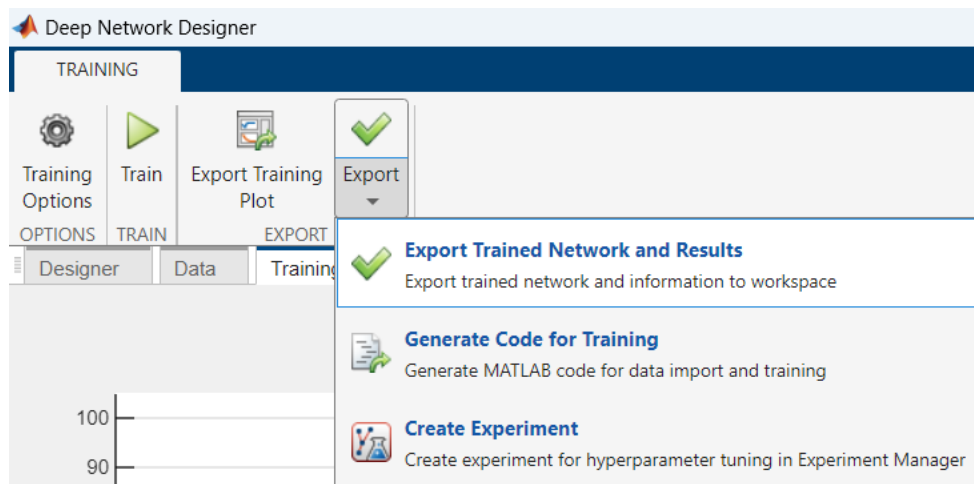 Deep Network Designer
TRAINING
Training
Options
Train
Export Training
Plot
Export
OPTIONS
TRAIN
EXPORT
Designer
Data
Training
Export Trained Network and Results
Export trained network and information to workspace
Generate Code for Training
Generate MATLAB code for data import and training
Create Experiment
Create experiment for hyperparameter tuning in Experiment Manager
100
90